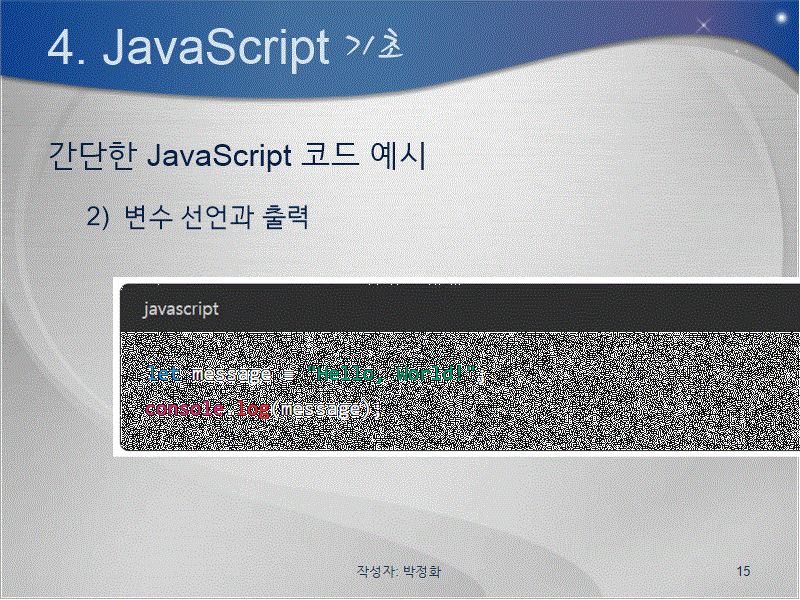 4. JavaScript 기초
간단한 JavaScript 코드 예시
2) 변수 선언과 출력
javascript
let message = "Hello, World!";
console.log(message);
작성자: 박정화
15